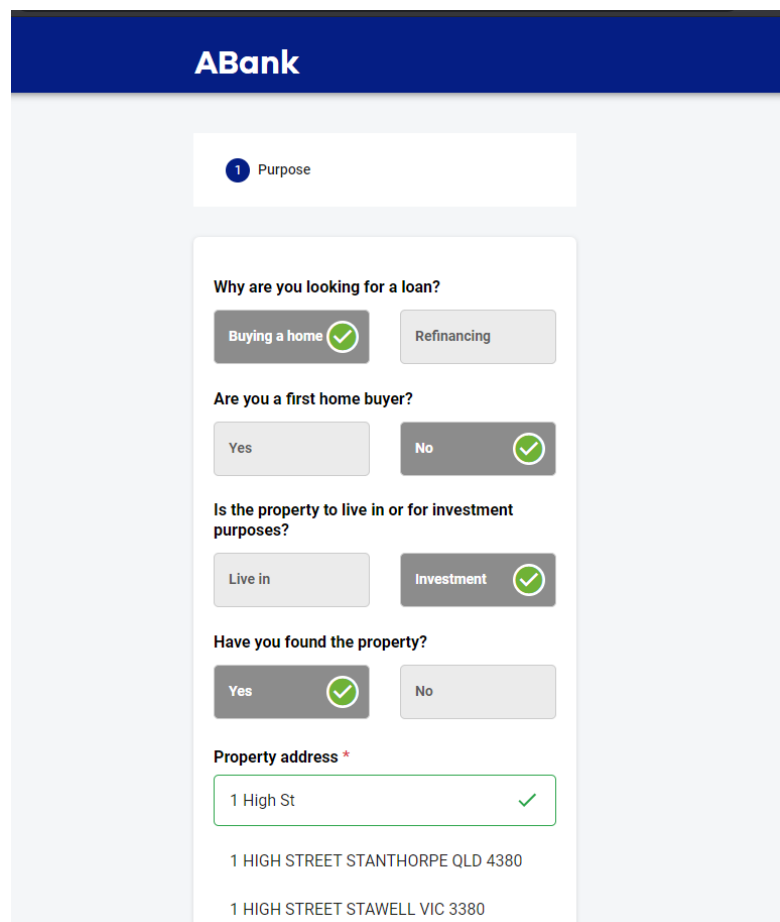 ABank
1 Purpose
Why are you looking for a loan?
Buying a home
Refinancing
Are you a first home buyer?
Yes
No
Is the property to live in or for investment
purposes?
Live in
Investment
Have you found the property?
Yes
No
Property address *
1 High St
1 HIGH STREET STANTHORPE QLD 4380
1 HIGH STREET STAWELL VIC 3380